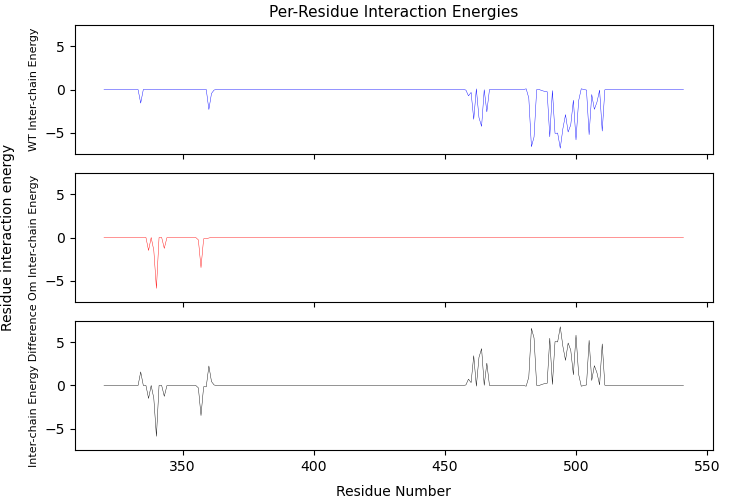 Per-Residue Interaction Energies
Residue interaction energy
WT Inter-chain Energy
5
0
−5
Om Inter-chain Energy
5
0
−5
Inter-chain Energy Difference
5
0
−5
350
400
450
500
550
Residue Number